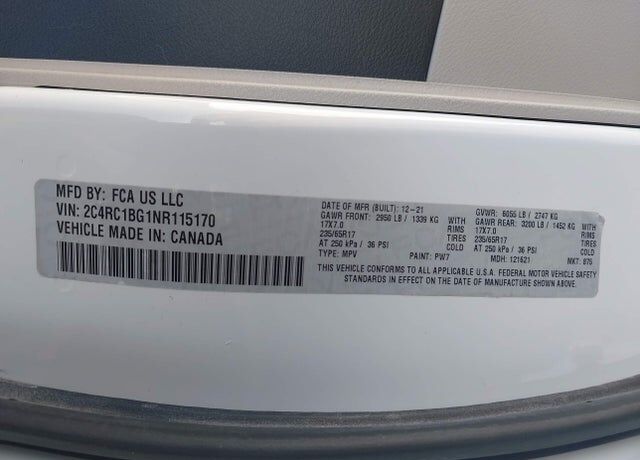 MFD BY: FCA US LLC
VIN: 2C4RC1BG1NR115170
VEHICLE MADE IN: CANADA
DATE OF MFR (BUILT): 12-21 GVWR: 6055 LB / 2747 KG
GAWR FRONT: 2950 LB / 1339 KG WITH GAWR REAR: 3200 LB / 1452 KG WITH
17X7.0 RIMS 17X7.0 RIMS
235/65R17 TIRES 235/65R17 TIRES
AT 250 kPa / 36 PSI COLD AT 250 kPa / 36 PSI COLD
TYPE: MPV PAINT: PW7 MDH: 121621 MKT: 875
THIS VEHICLE CONFORMS TO ALL APPLICABLE U.S.A. FEDERAL MOTOR VEHICLE SAFETY
STANDARDS IN EFFECT ON THE DATE OF MANUFACTURE SHOWN ABOVE.